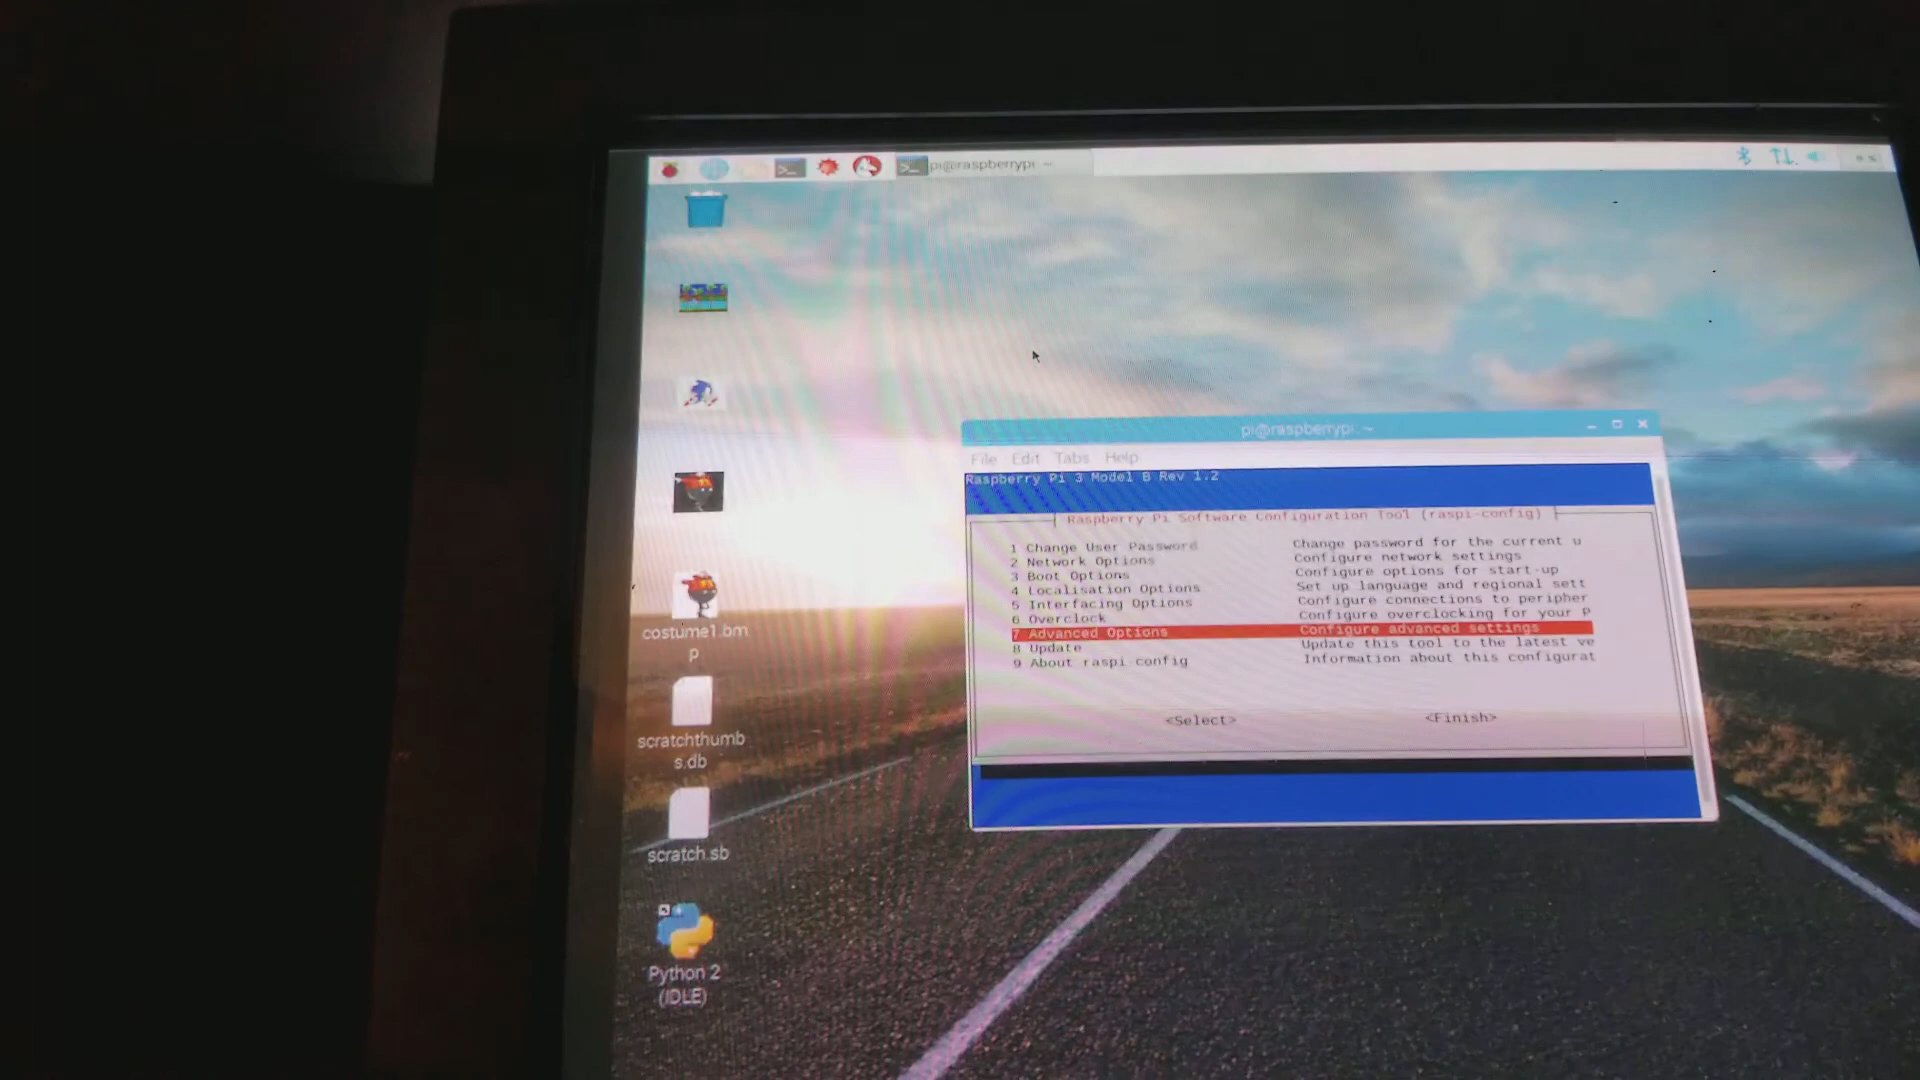 pi@raspberrypi: ~
pi@raspberrypi: ~
File Edit Tabs Help
Raspberry Pi 3 Model B Rev 1.2
Raspberry Pi Software Configuration Tool (raspi-config)
1 Change User Password Change password for the current u
2 Network Options Configure network settings
3 Boot Options Configure options for start-up
4 Localisation Options Set up language and regional sett
5 Interfacing Options Configure connections to peripher
6 Overclock Configure overclocking for your P
7 Advanced Options Configure advanced settings
8 Update Update this tool to the latest ve
9 About raspi-config Information about this configurat
<Select> <Finish>
costume1.bm
p
scratchthumb
s.db
scratch.sb
Python 2
(IDLE)